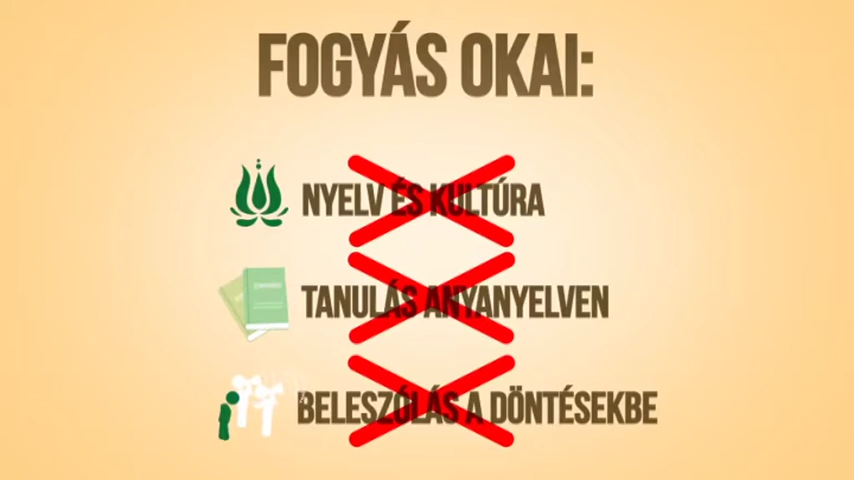 FOGYÁS OKAI:
NYELV ÉS KULTÚRA
TANULÁS ANYANYELVEN
BELESZÓLÁS A DÖNTÉSEKBE